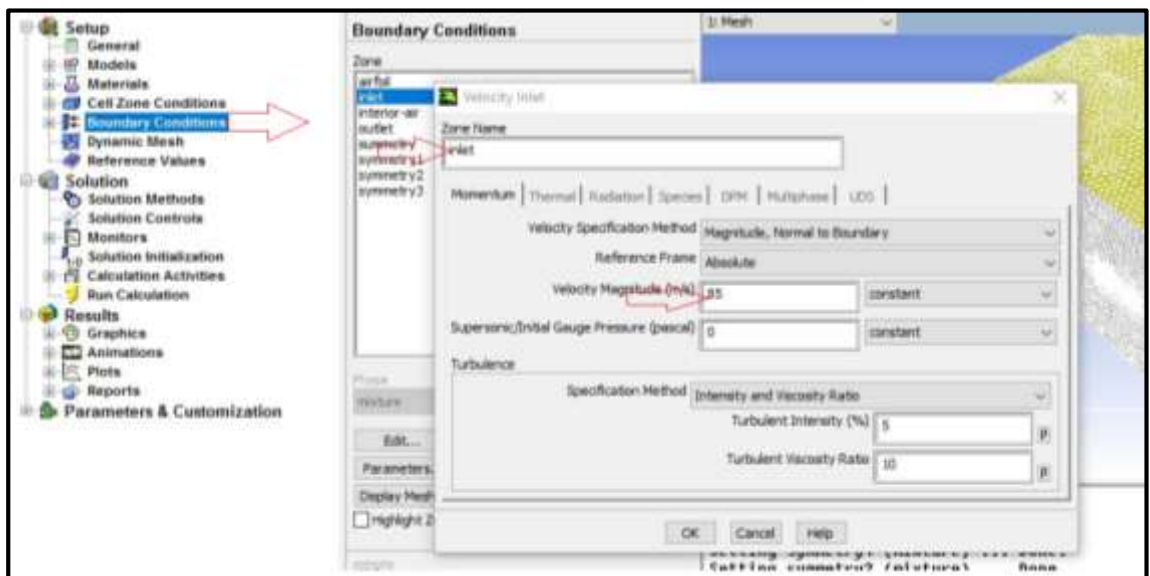 Setup
General
Models
Materials
Cell Zone Conditions
Boundary Conditions
Dynamic Mesh
Reference Values
Solution
Solution Methods
Solution Controls
Monitors
Solution Initialization
Calculation Activities
Run Calculation
Results
Graphics
Animations
Plots
Reports
Parameters & Customization
Boundary Conditions
Zone
airfoil
inlet
interior-air
outlet
symmetry
symmetry1
symmetry2
symmetry3
Phase
mixture
Edit...
Parameters.
Display Mesh
Highlight Z
1: Mesh
Velocity Inlet
Zone Name
inlet
Momentum Thermal Radiation Species DPM Multiphase UDS
Velocity Specification Method Magnitude, Normal to Boundary
Reference Frame Absolute
Velocity Magnitude (m/s) 85 constant
Supersonic/Initial Gauge Pressure (pascal) 0 constant
Turbulence
Specification Method Intensity and Viscosity Ratio
Turbulent Intensity (%) 5 P
Turbulent Viscosity Ratio 10 P
OK Cancel Help
Setting symmetry2 (mixture) ... Done.